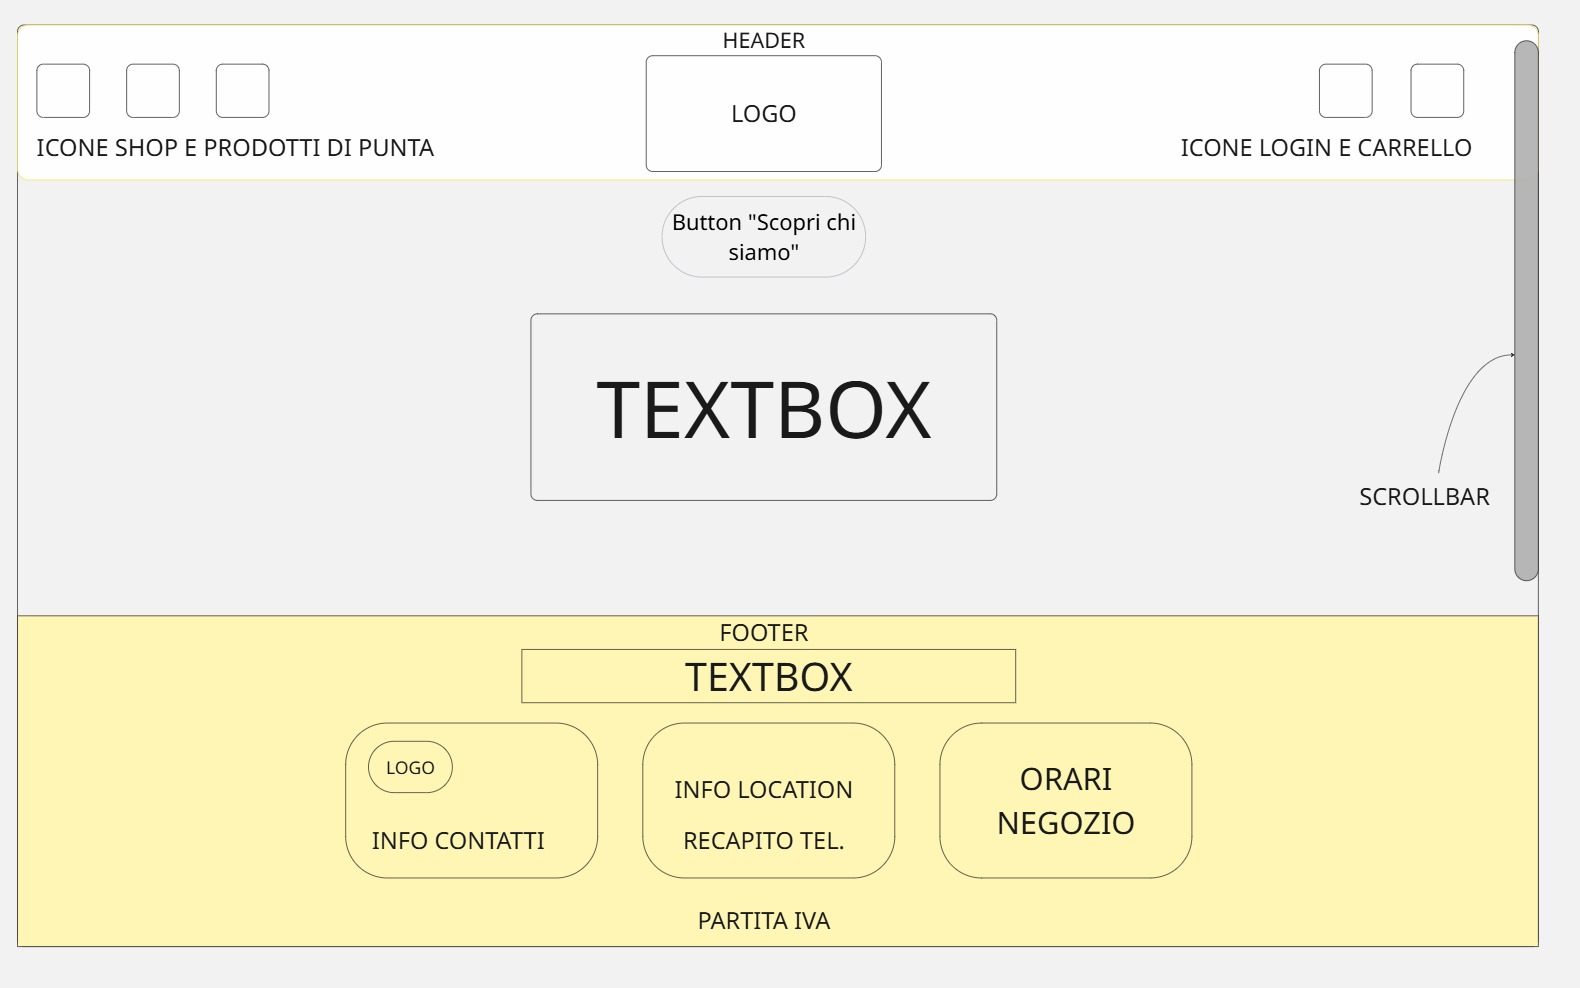 HEADER
LOGO
ICONE SHOP E PRODOTTI DI PUNTA
ICONE LOGIN E CARRELLO
Button "Scopri chi
siamo"
TEXTBOX
SCROLLBAR
FOOTER
TEXTBOX
LOGO
INFO CONTATTI
INFO LOCATION
RECAPITO TEL.
ORARI
NEGOZIO
PARTITA IVA